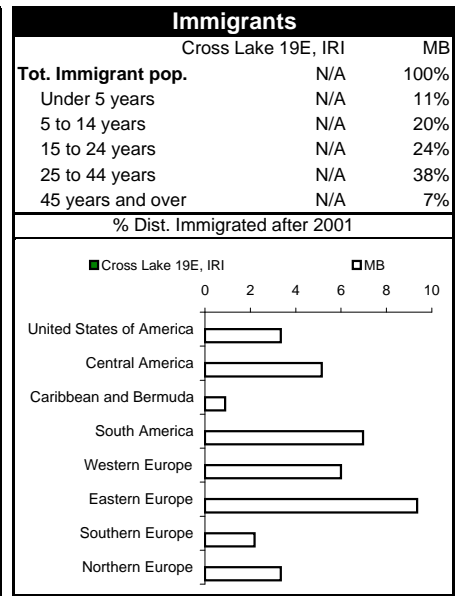 Immigrants
Cross Lake 19E, IRI MB
Tot. Immigrant pop. N/A 100%
Under 5 years N/A 11%
5 to 14 years N/A 20%
15 to 24 years N/A 24%
25 to 44 years N/A 38%
45 years and over N/A 7%
% Dist. Immigrated after 2001
Cross Lake 19E, IRI MB
0 2 4 6 8 10
United States of America
Central America
Caribbean and Bermuda
South America
Western Europe
Eastern Europe
Southern Europe
Northern Europe